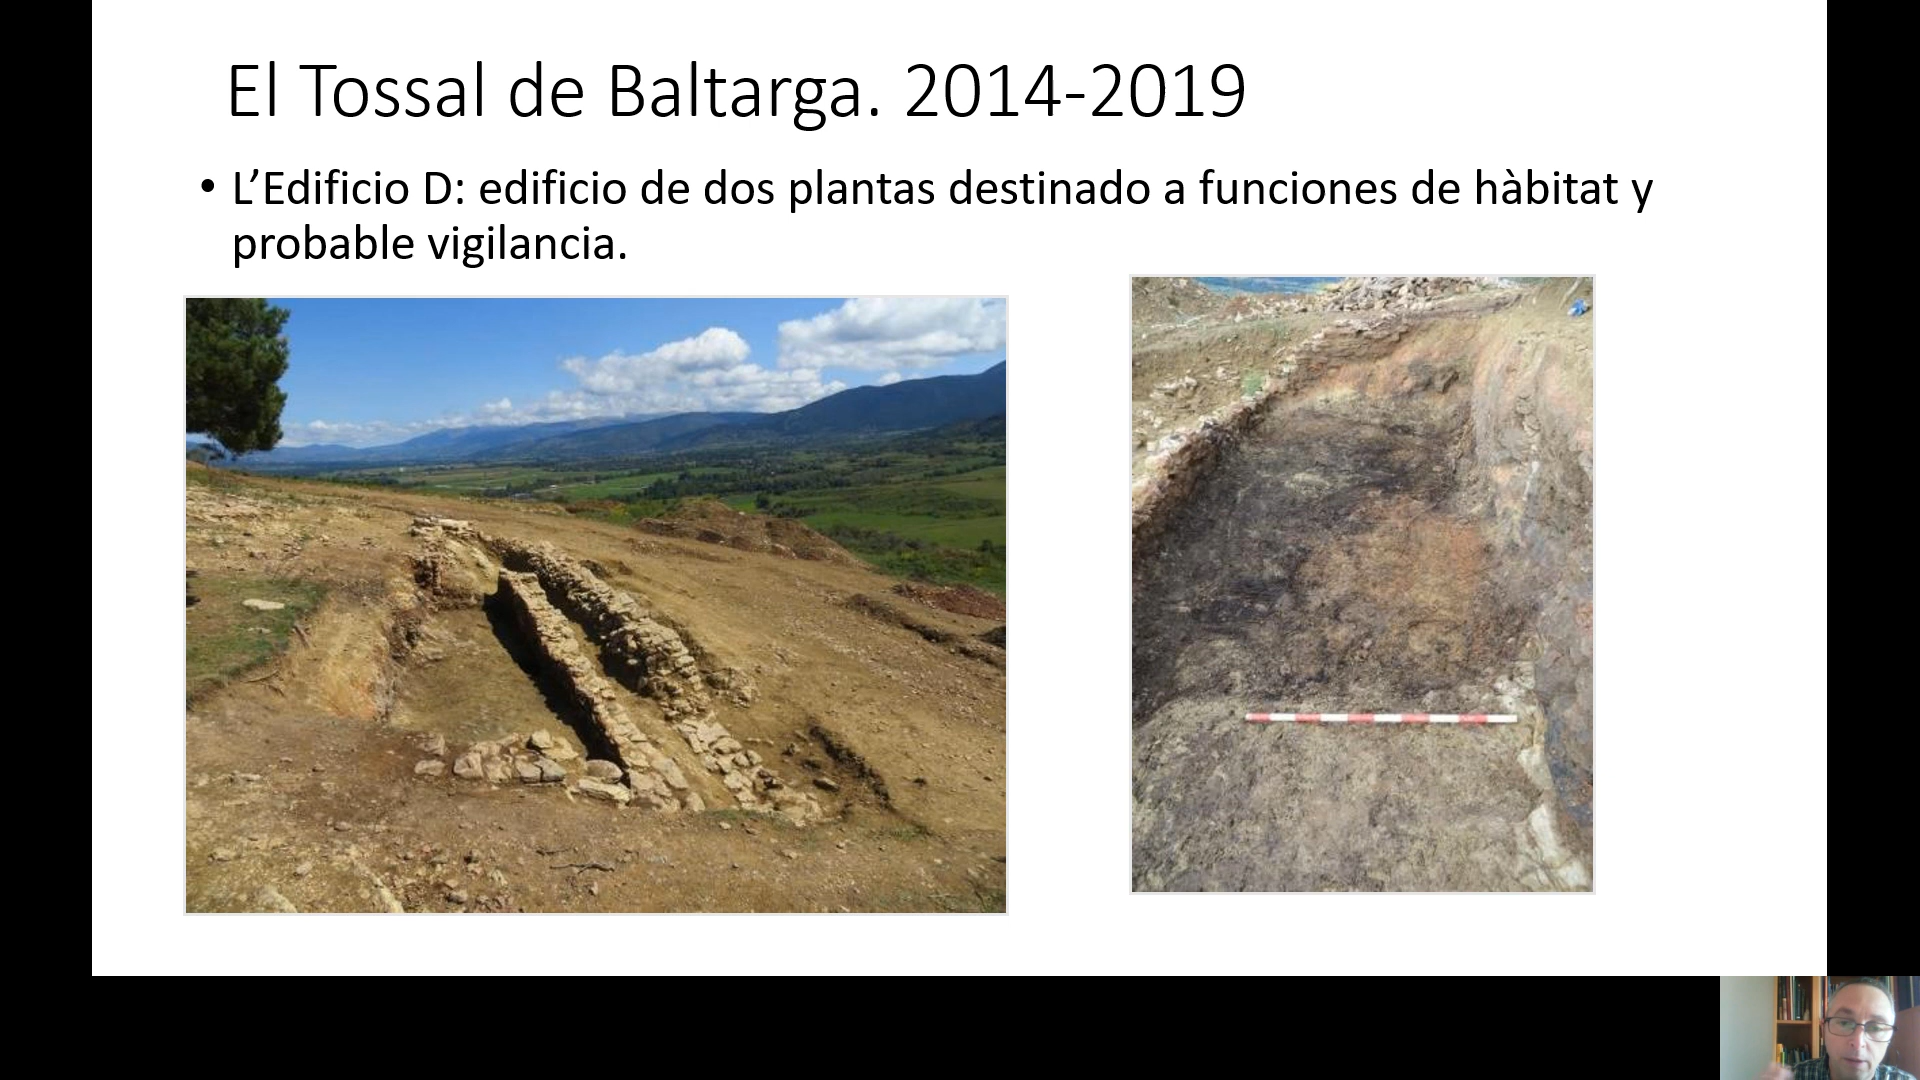 El Tossal de Baltarga. 2014-2019
• L’Edificio D: edificio de dos plantas destinado a funciones de hàbitat y
probable vigilancia.